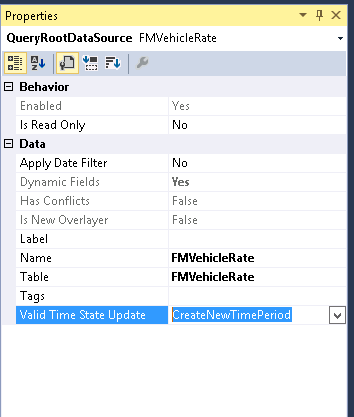 Properties
QueryRootDataSource FMVehicleRate
Behavior
Enabled Yes
Is Read Only No
Data
Apply Date Filter No
Dynamic Fields Yes
Has Conflicts False
Is New Overlayer False
Label
Name FMVehicleRate
Table FMVehicleRate
Tags
Valid Time State Update CreateNewTimePeriod